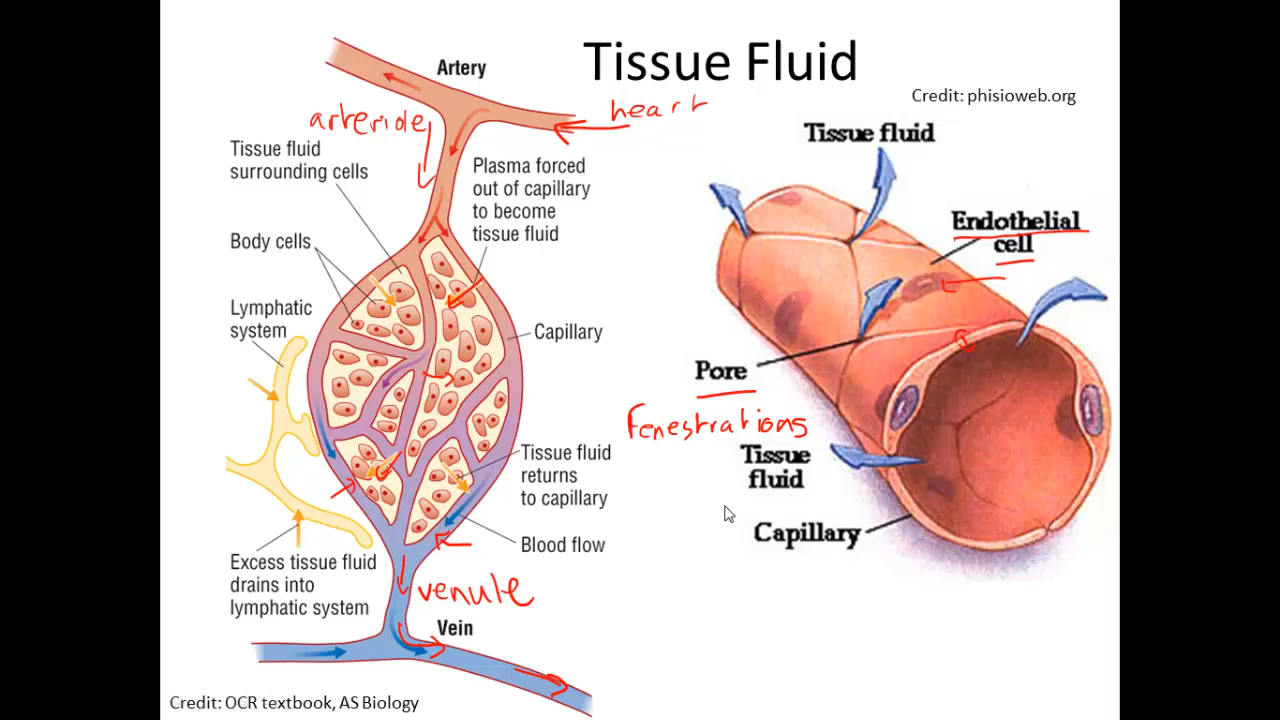 Tissue Fluid
Credit: phisioweb.org
Artery
heart
arteriole
Tissue fluid
surrounding cells
Plasma forced
out of capillary
to become
tissue fluid
Body cells
Lymphatic
system
Capillary
Tissue fluid
returns
to capillary
Blood flow
Excess tissue fluid
drains into
lymphatic system
venule
Vein
Credit: OCR textbook, AS Biology
Tissue fluid
Endothelial
cell
Pore
Fenestrations
Tissue
fluid
Capillary